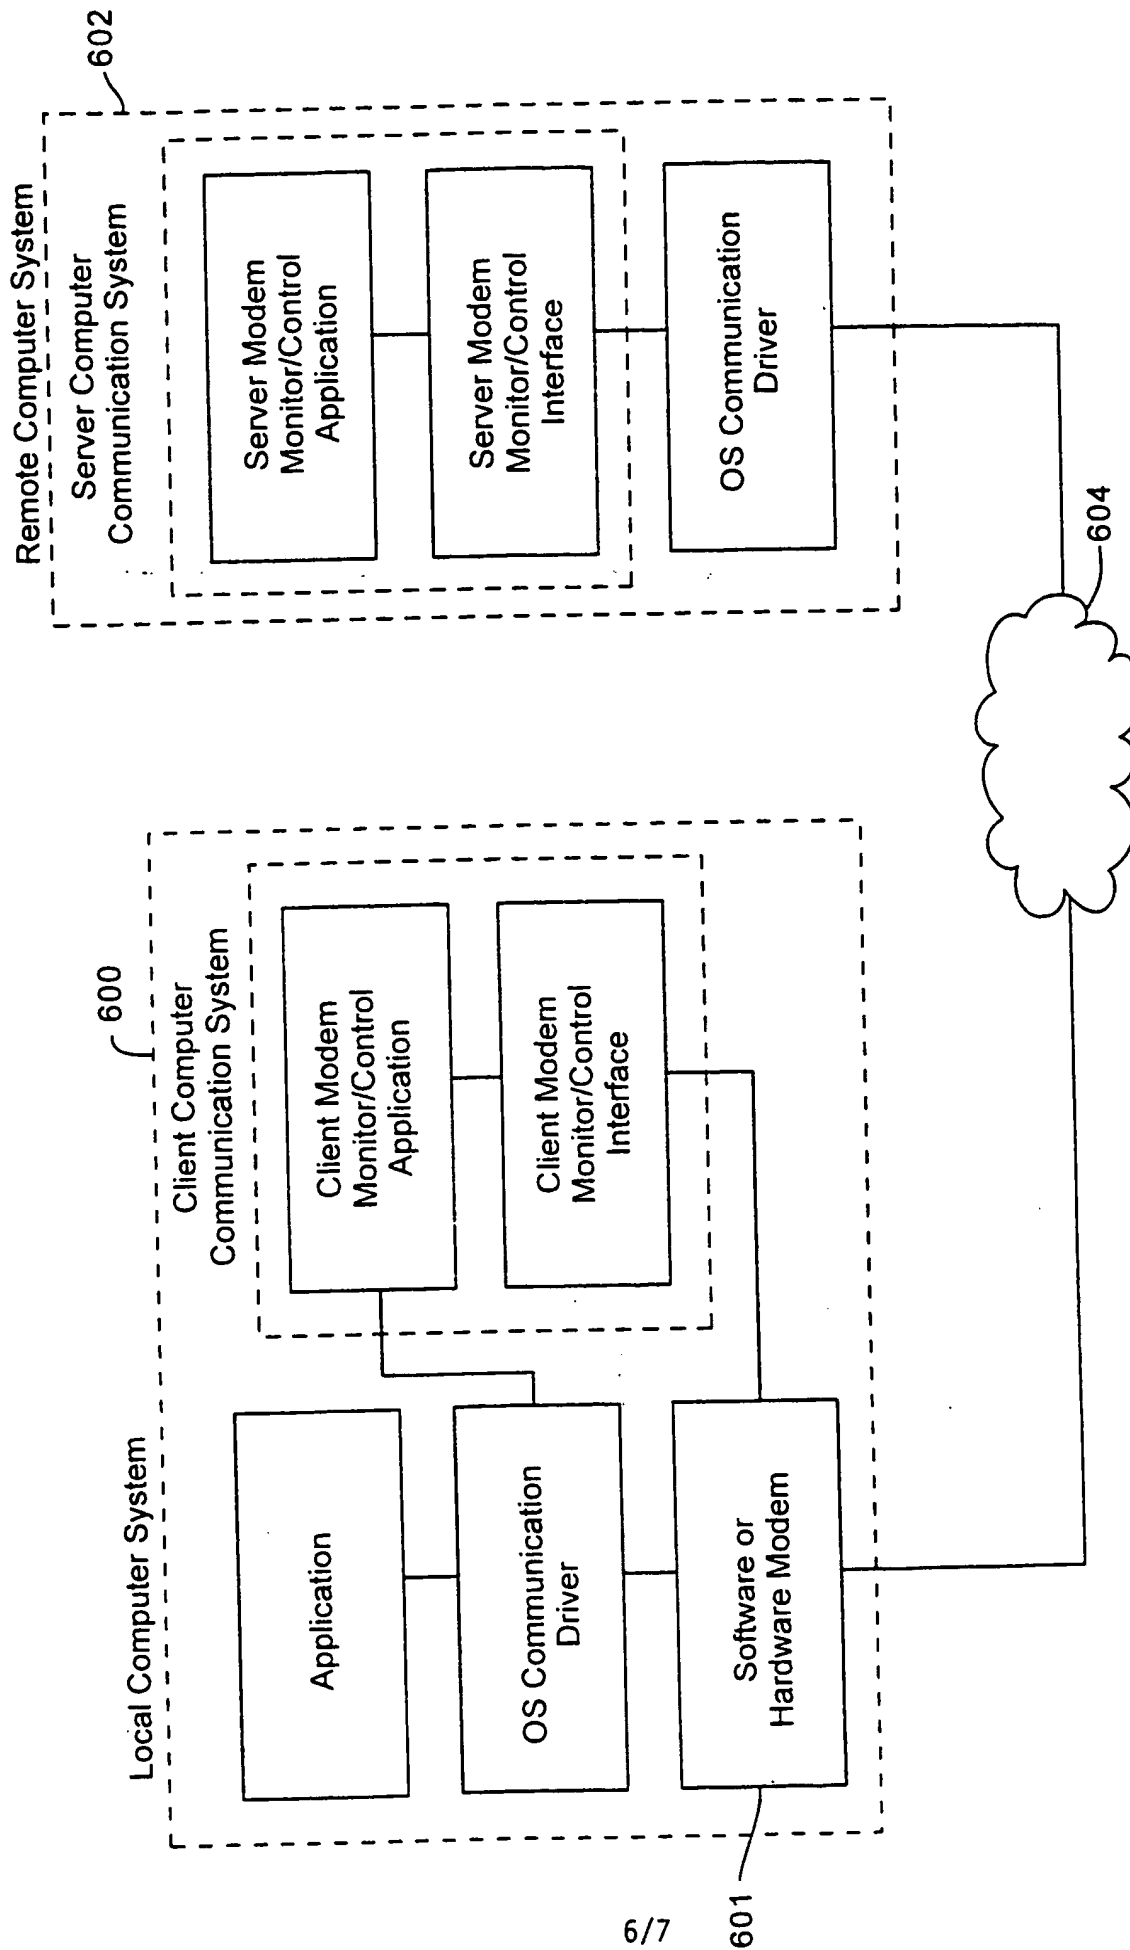 Local Computer System
600
Client Computer
Communication System
Application
OS Communication
Driver
Software or
Hardware Modem
601
Client Modem
Monitor/Control
Application
Client Modem
Monitor/Control
Interface
Remote Computer System
602
Server Computer
Communication System
Server Modem
Monitor/Control
Application
Server Modem
Monitor/Control
Interface
OS Communication
Driver
604
6/7